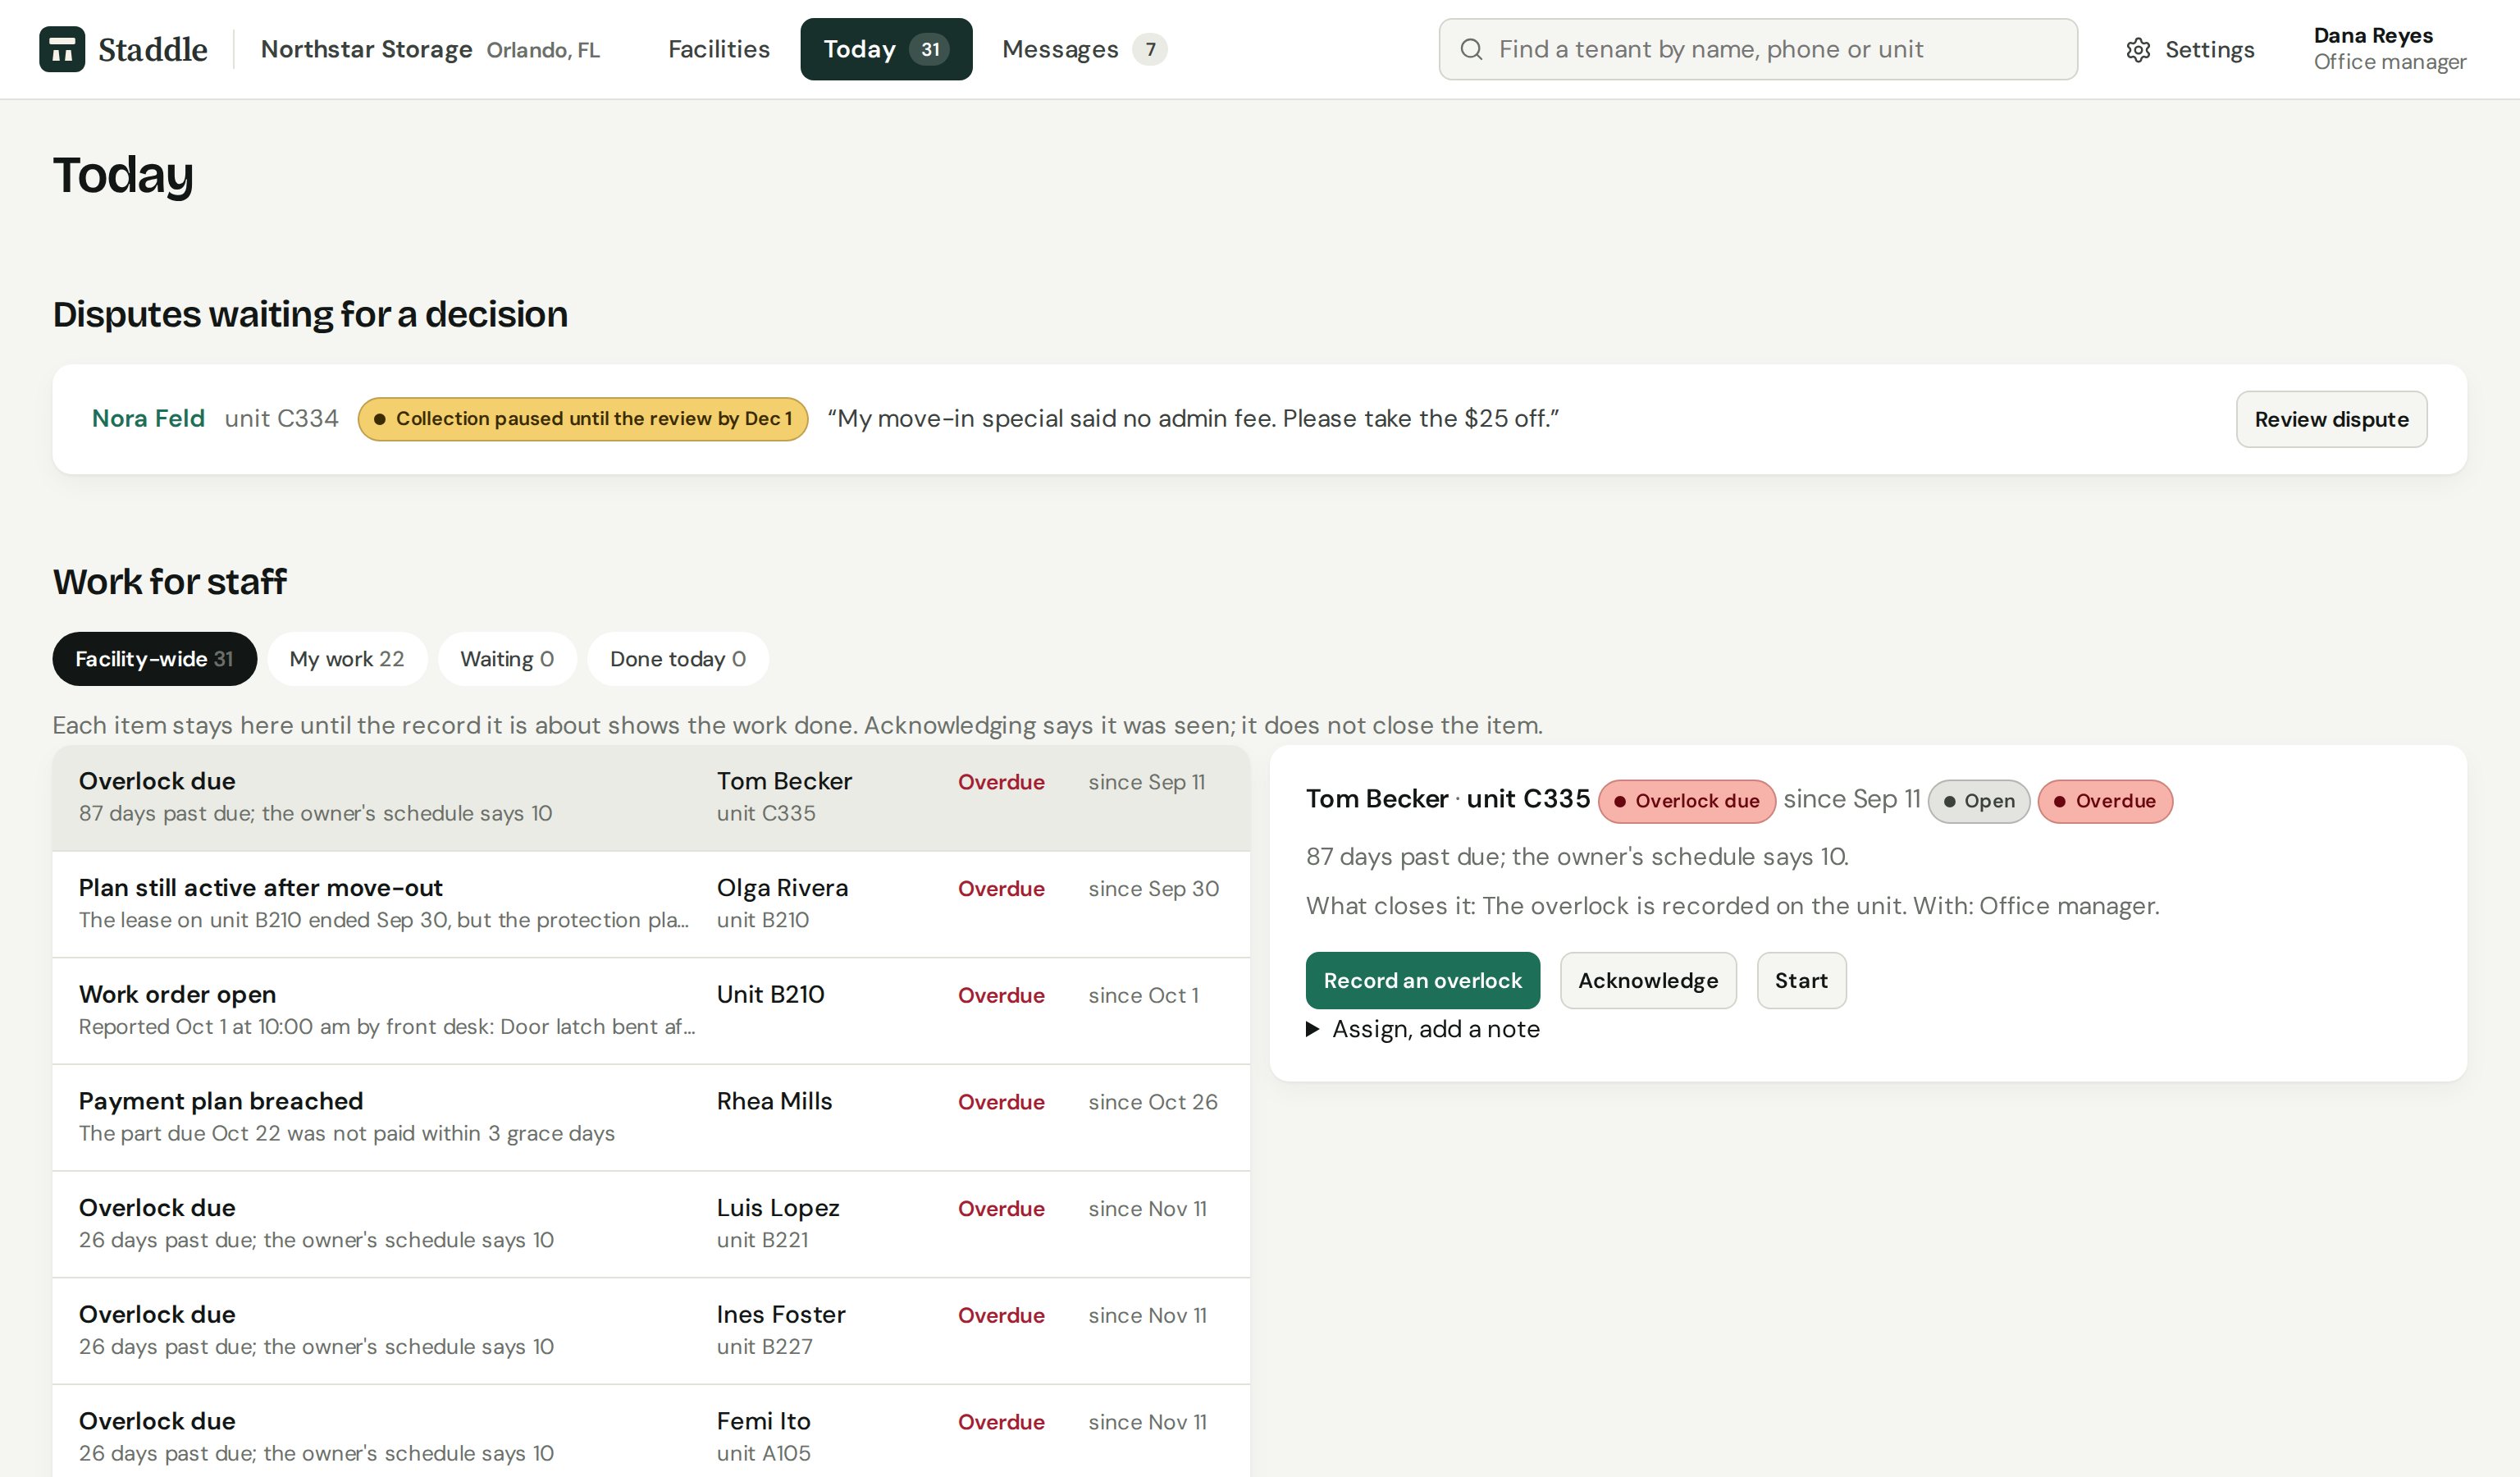 Staddle
Northstar Storage Orlando, FL
Facilities
Today 31
Messages 7
Find a tenant by name, phone or unit
Settings
Dana Reyes
Office manager
Today
Disputes waiting for a decision
Nora Feld unit C334 Collection paused until the review by Dec 1 “My move-in special said no admin fee. Please take the $25 off.” Review dispute
Work for staff
Facility-wide 31 My work 22 Waiting 0 Done today 0
Each item stays here until the record it is about shows the work done. Acknowledging says it was seen; it does not close the item.
Overlock due Tom Becker Overdue since Sep 11
87 days past due; the owner's schedule says 10 unit C335
Plan still active after move-out Olga Rivera Overdue since Sep 30
The lease on unit B210 ended Sep 30, but the protection pla... unit B210
Work order open Unit B210 Overdue since Oct 1
Reported Oct 1 at 10:00 am by front desk: Door latch bent af...
Payment plan breached Rhea Mills Overdue since Oct 26
The part due Oct 22 was not paid within 3 grace days
Overlock due Luis Lopez Overdue since Nov 11
26 days past due; the owner's schedule says 10 unit B221
Overlock due Ines Foster Overdue since Nov 11
26 days past due; the owner's schedule says 10 unit B227
Overlock due Femi Ito Overdue since Nov 11
26 days past due; the owner's schedule says 10 unit A105
Tom Becker · unit C335 Overlock due since Sep 11 Open Overdue
87 days past due; the owner's schedule says 10.
What closes it: The overlock is recorded on the unit. With: Office manager.
Record an overlock Acknowledge Start
Assign, add a note